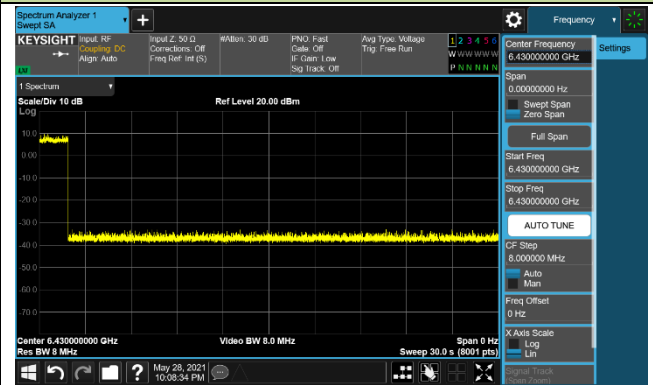 Spectrum Analyzer 1
Swept SA
Frequency
KEYSIGHT
Input: RF
Coupling: DC
Align: Auto
Input Z: 50 Ω
Corrections: Off
Freq Ref: Int (S)
#Atten: 30 dB
PNO: Fast
Gate: Off
IF Gain: Low
Sig Track: Off
Avg Type: Voltage
Trig: Free Run
1 2 3 4 5 6
W W W W W W
P N N N N N
LXI
1 Spectrum
Scale/Div 10 dB
Ref Level 20.00 dBm
Log
10.0
0.00
-10.0
-20.0
-30.0
-40.0
-50.0
-60.0
-70.0
Center 6.430000000 GHz
Video BW 8.0 MHz
Span 0 Hz
Res BW 8 MHz
Sweep 30.0 s (8001 pts)
Center Frequency
6.430000000 GHz
Settings
Span
0.00000000 Hz
Swept Span
Zero Span
Full Span
Start Freq
6.430000000 GHz
Stop Freq
6.430000000 GHz
AUTO TUNE
CF Step
8.000000 MHz
Auto
Man
Freq Offset
0 Hz
X Axis Scale
Log
Lin
Signal Track
(Span Zoom)
?
May 28, 2021
10:08:34 PM